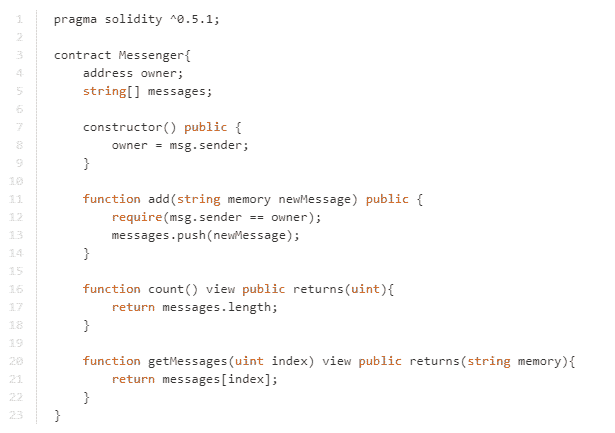 1 pragma solidity ^0.5.1;
2
3 contract Messenger{
4     address owner;
5     string[] messages;
6
7     constructor() public {
8         owner = msg.sender;
9     }
10
11     function add(string memory newMessage) public {
12         require(msg.sender == owner);
13         messages.push(newMessage);
14     }
15
16     function count() view public returns(uint){
17         return messages.length;
18     }
19
20     function getMessages(uint index) view public returns(string memory){
21         return messages[index];
22     }
23 }